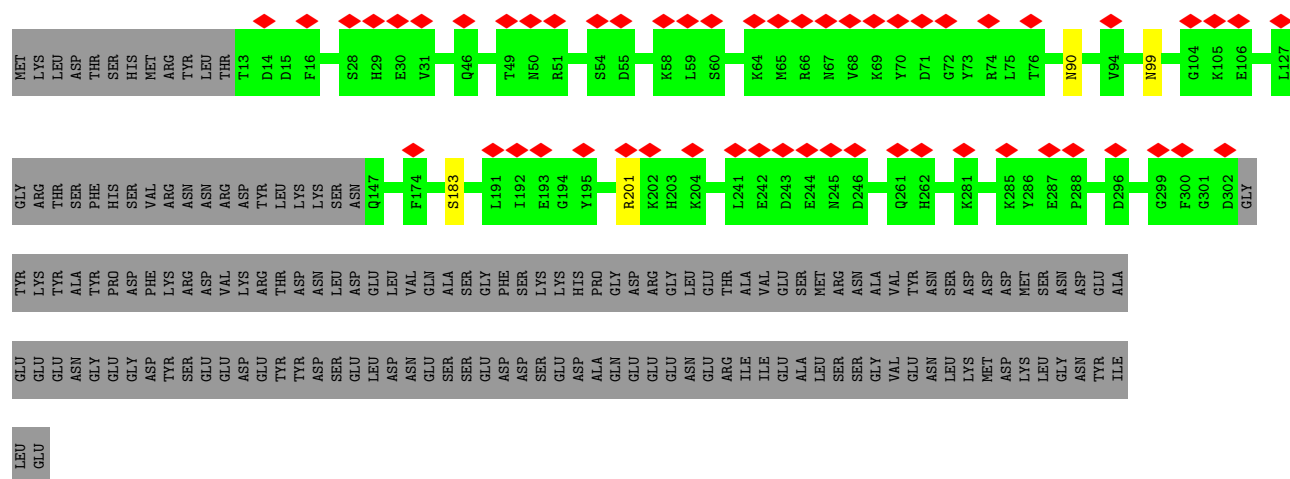 MET LYS LEU ASP THR SER HIS MET ARG TYR LEU THR T13 D14 D15 F16 S28 H29 E30 V31 Q46 T49 N50 R51 S54 D55 K58 L59 S60 K64 M65 R66 N67 V68 K69 Y70 D71 G72 Y73 R74 L75 T76 N90 V94 N99 G104 K105 E106 L127
GLY ARG THR SER PHE HIS SER VAL ARG ASN ASN ARG ASP TYR LEU LYS LYS SER ASN Q147 F174 S183 L191 I192 E193 G194 Y195 R201 K202 H203 K204 L241 E242 D243 E244 N245 D246 Q261 H262 K281 K285 Y286 E287 P288 D296 G299 F300 G301 D302 GLY
TYR LYS TYR ALA TYR PRO ASP PHE LYS ARG ASP VAL LYS ARG THR ASP ASN LEU ASP GLU LEU VAL GLN ALA SER GLY PHE SER LYS LYS HIS PRO GLY ASP ARG GLY LEU GLU THR ALA VAL GLU SER MET ARG ASN ALA VAL TYR ASN SER ASP ASP ASP MET SER ASN ASP GLU ALA
GLU GLU GLU ASN GLY GLU GLY ASP TYR SER GLU GLU ASP GLU TYR TYR ASP SER GLU LEU ASP ASN GLU SER SER GLU ASP ASP SER GLU ASP ALA GLN GLU GLU GLU ASN GLU ARG ILE ILE GLU ALA LEU SER SER GLY VAL GLU ASN LEU LYS MET ASP LYS LEU GLY ASN TYR ILE
LEU GLU